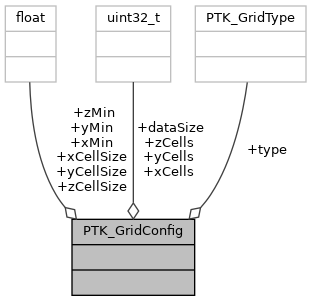 float
uint32_t
PTK_GridType
+zMin
+yMin
+xMin
+xCellSize
+yCellSize
+zCellSize
+dataSize
+zCells
+yCells
+xCells
+type
PTK_GridConfig